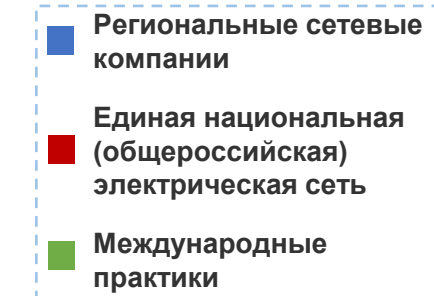 Региональные сетевые
компании
Единая национальная
(общероссийская)
электрическая сеть
Международные
практики